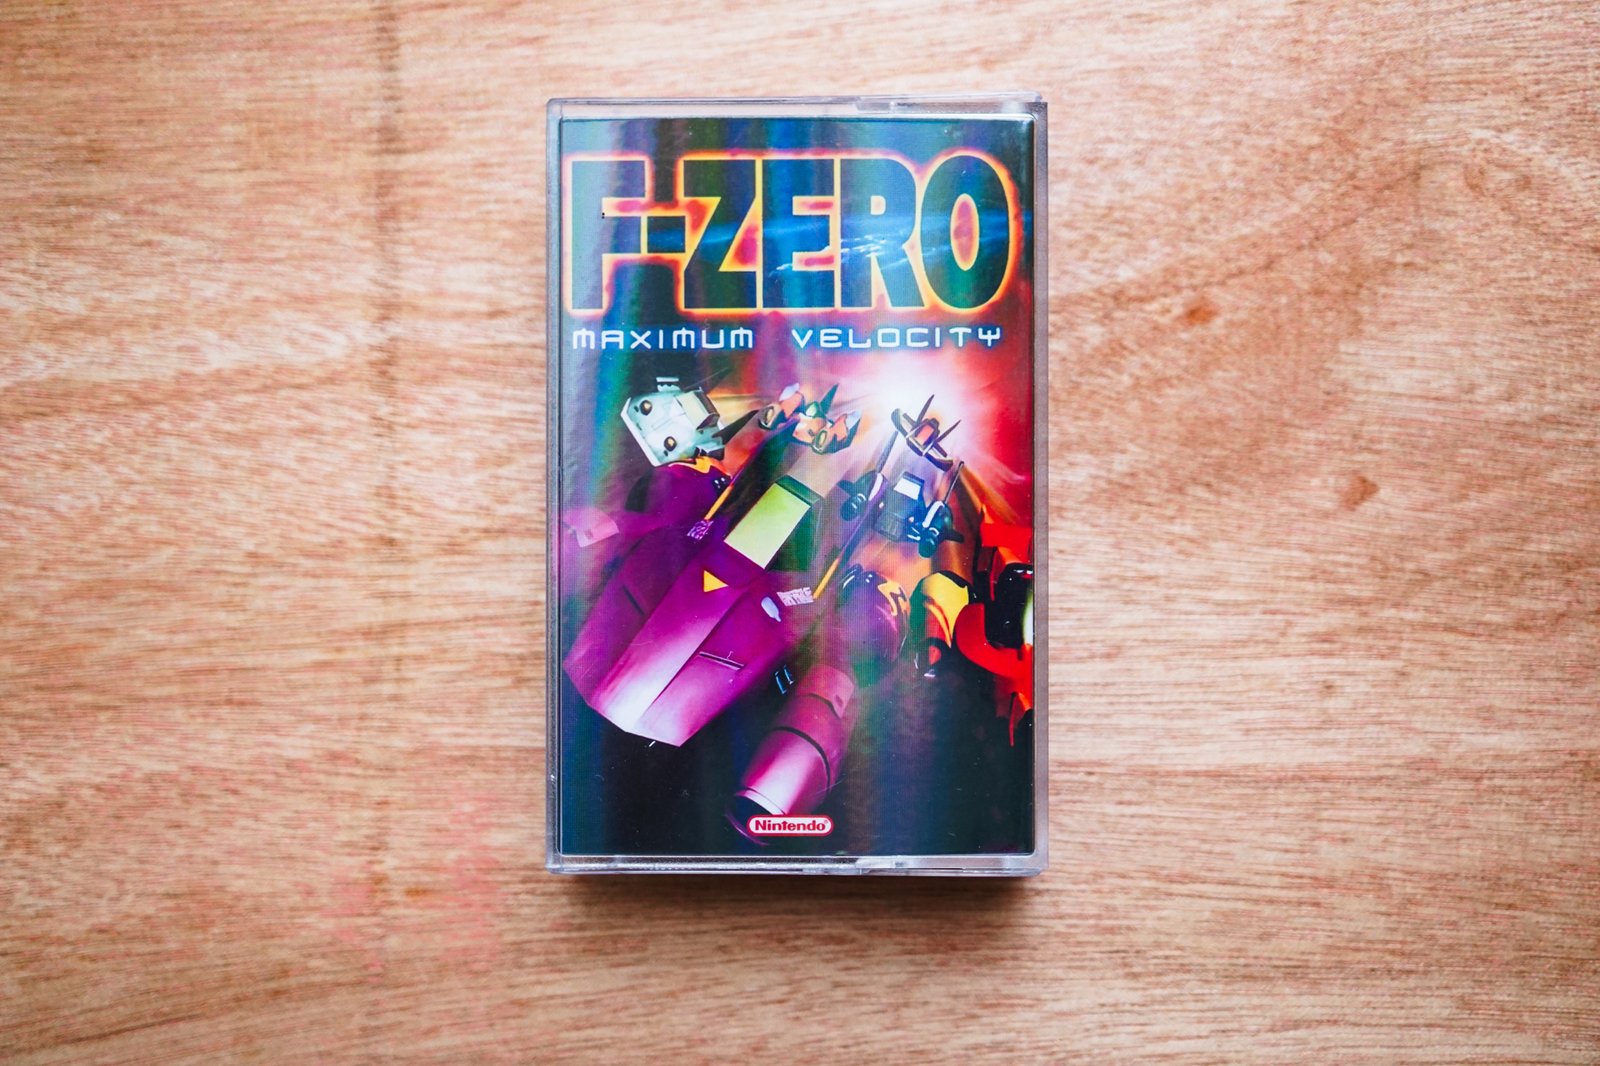 F-ZERO
MAXIMUM VELOCITY
Nintendo®